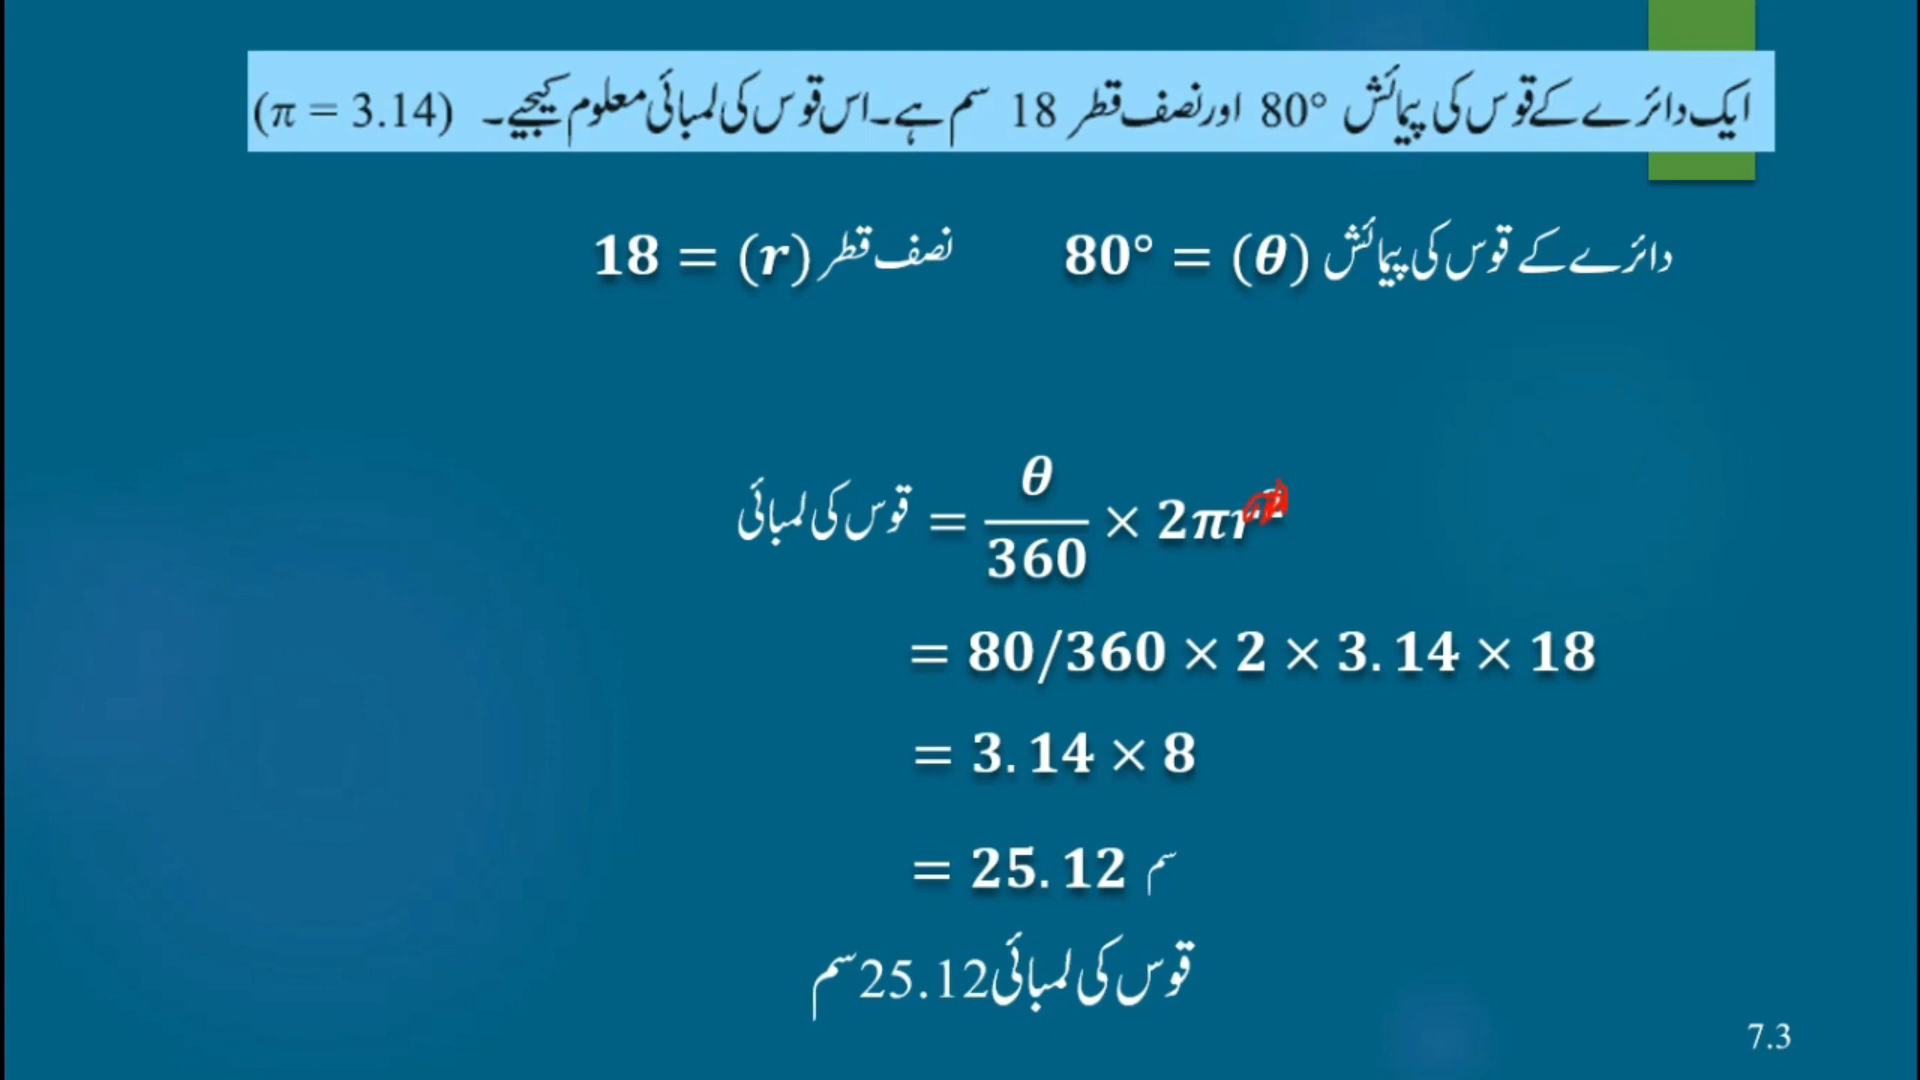 ایک دائرے کے قوس کی پیمائش 80° اور نصف قطر 18 سم ہے۔ اس قوس کی لمبائی معلوم کیجیے۔ (π = 3.14)
دائرے کے قوس کی پیمائش (θ) = 80° نصف قطر (r) = 18
قوس کی لمبائی = θ/360 × 2πr
= 80/360 × 2 × 3.14 × 18
= 3.14 × 8
= 25.12 سم
قوس کی لمبائی 25.12 سم
7.3